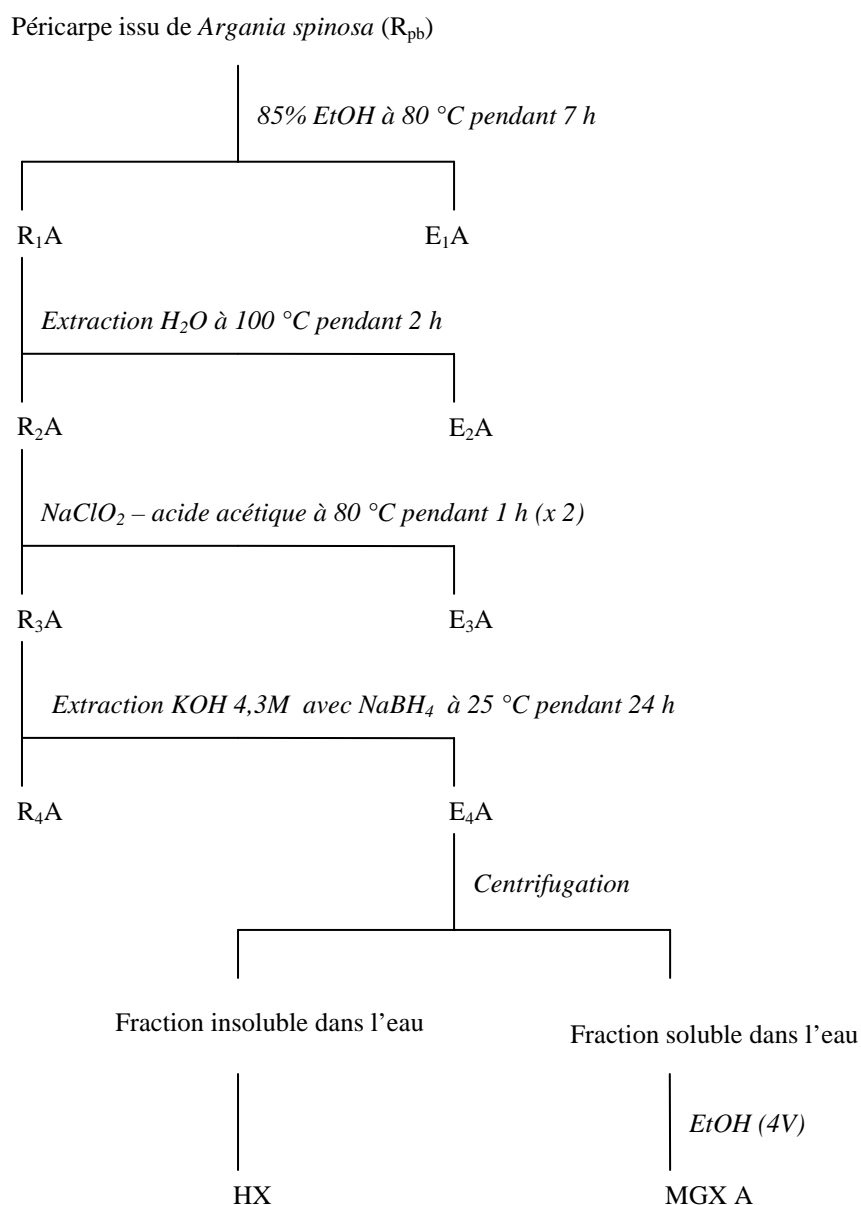 Péricarpe issu de Argania spinosa (Rpb)
85% EtOH à 80 °C pendant 7 h
R1A
E1A
Extraction H2O à 100 °C pendant 2 h
R2A
E2A
NaClO2 – acide acétique à 80 °C pendant 1 h (x 2)
R3A
E3A
Extraction KOH 4,3M avec NaBH4 à 25 °C pendant 24 h
R4A
E4A
Centrifugation
Fraction insoluble dans l’eau
Fraction soluble dans l’eau
EtOH (4V)
HX
MGX A